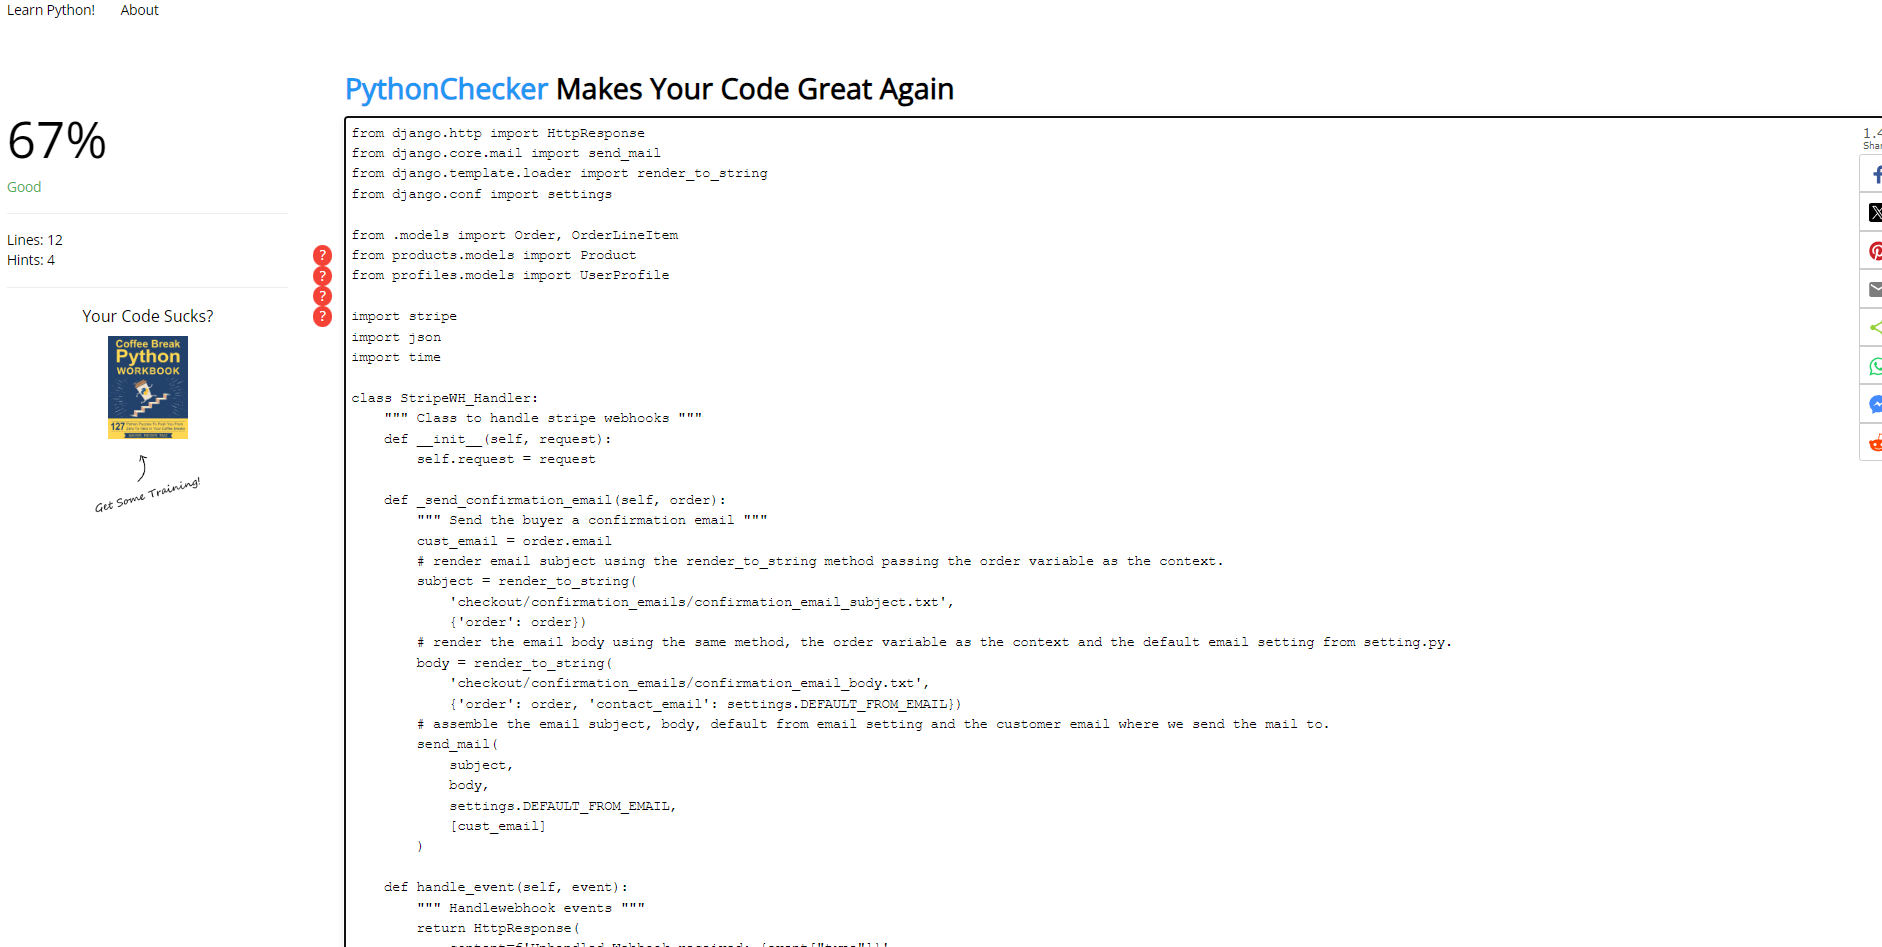 Learn Python! About
PythonChecker Makes Your Code Great Again
67%
Good
Lines: 12
Hints: 4
?
?
?
?
Your Code Sucks?
Coffee Break
Python
WORKBOOK
127
Get Some Training!
from django.http import HttpResponse
from django.core.mail import send_mail
from django.template.loader import render_to_string
from django.conf import settings
from .models import Order, OrderLineItem
from products.models import Product
from profiles.models import UserProfile
import stripe
import json
import time
class StripeWH_Handler:
""" Class to handle stripe webhooks """
def __init__(self, request):
self.request = request
def _send_confirmation_email(self, order):
""" Send the buyer a confirmation email """
cust_email = order.email
# render email subject using the render_to_string method passing the order variable as the context.
subject = render_to_string(
'checkout/confirmation_emails/confirmation_email_subject.txt',
{'order': order})
# render the email body using the same method, the order variable as the context and the default email setting from setting.py.
body = render_to_string(
'checkout/confirmation_emails/confirmation_email_body.txt',
{'order': order, 'contact_email': settings.DEFAULT_FROM_EMAIL})
# assemble the email subject, body, default from email setting and the customer email where we send the mail to.
send_mail(
subject,
body,
settings.DEFAULT_FROM_EMAIL,
[cust_email]
)
def handle_event(self, event):
""" Handlewebhook events """
return HttpResponse(
1.4
Shar